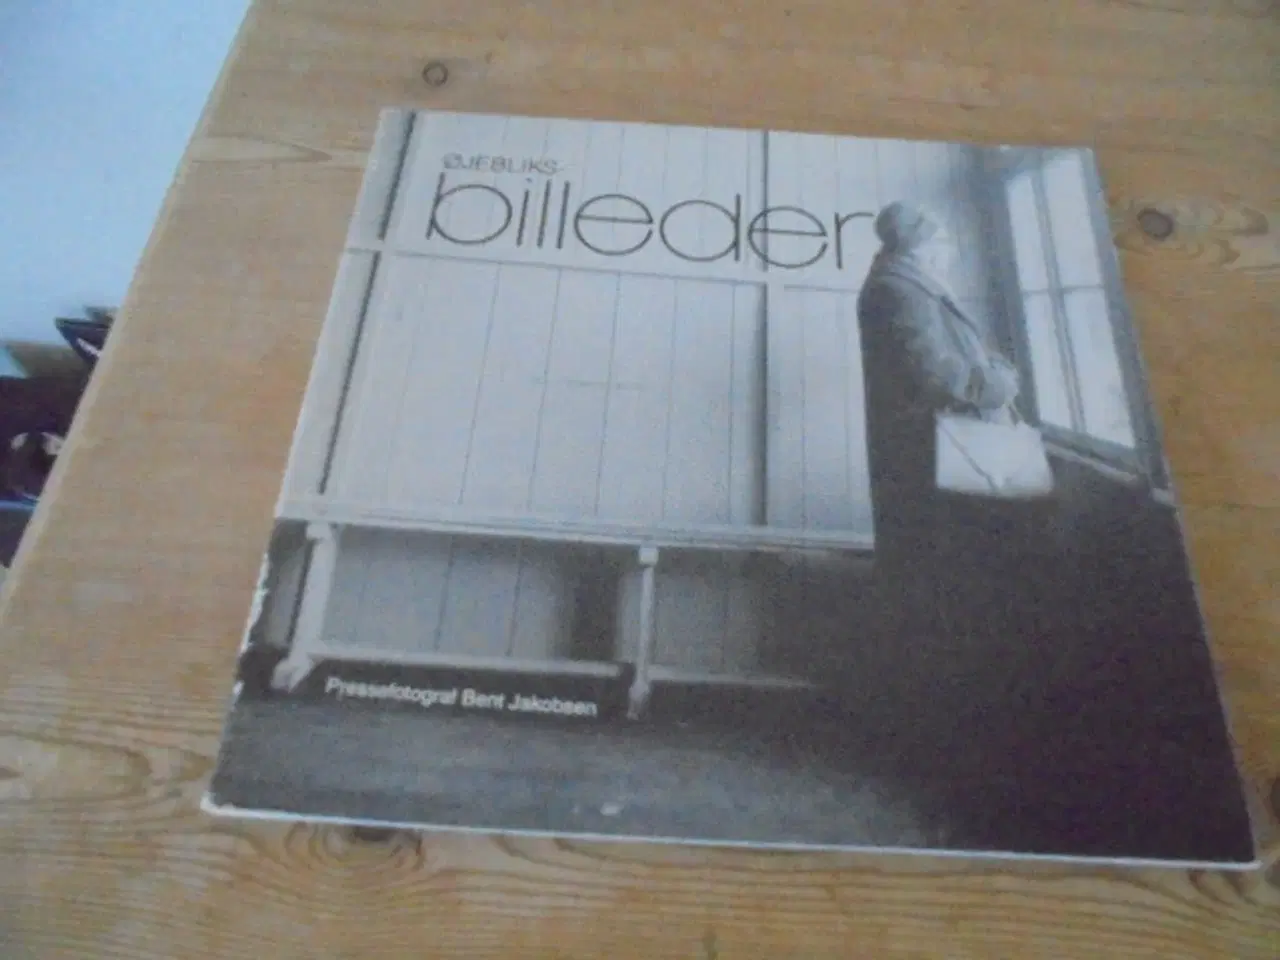 ØJEBLIKS-
billeder
Pressefotograf Bent Jakobsen